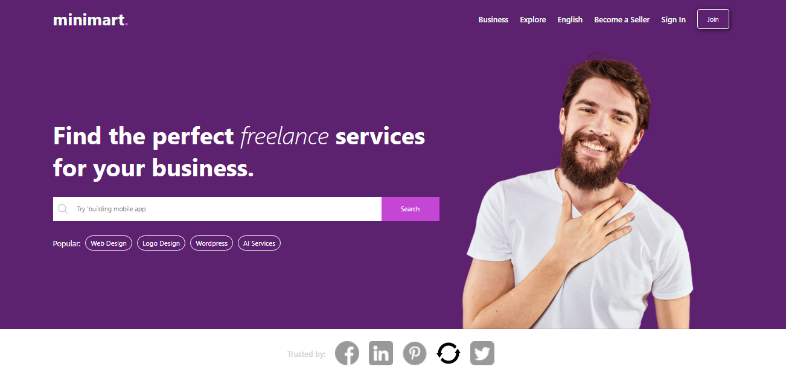 minimart.
Business Explore English Become a Seller Sign In Join
Find the perfect freelance services
for your business.
Try 'building mobile app
Search
Popular: Web Design Logo Design Wordpress AI Services
Trusted by: